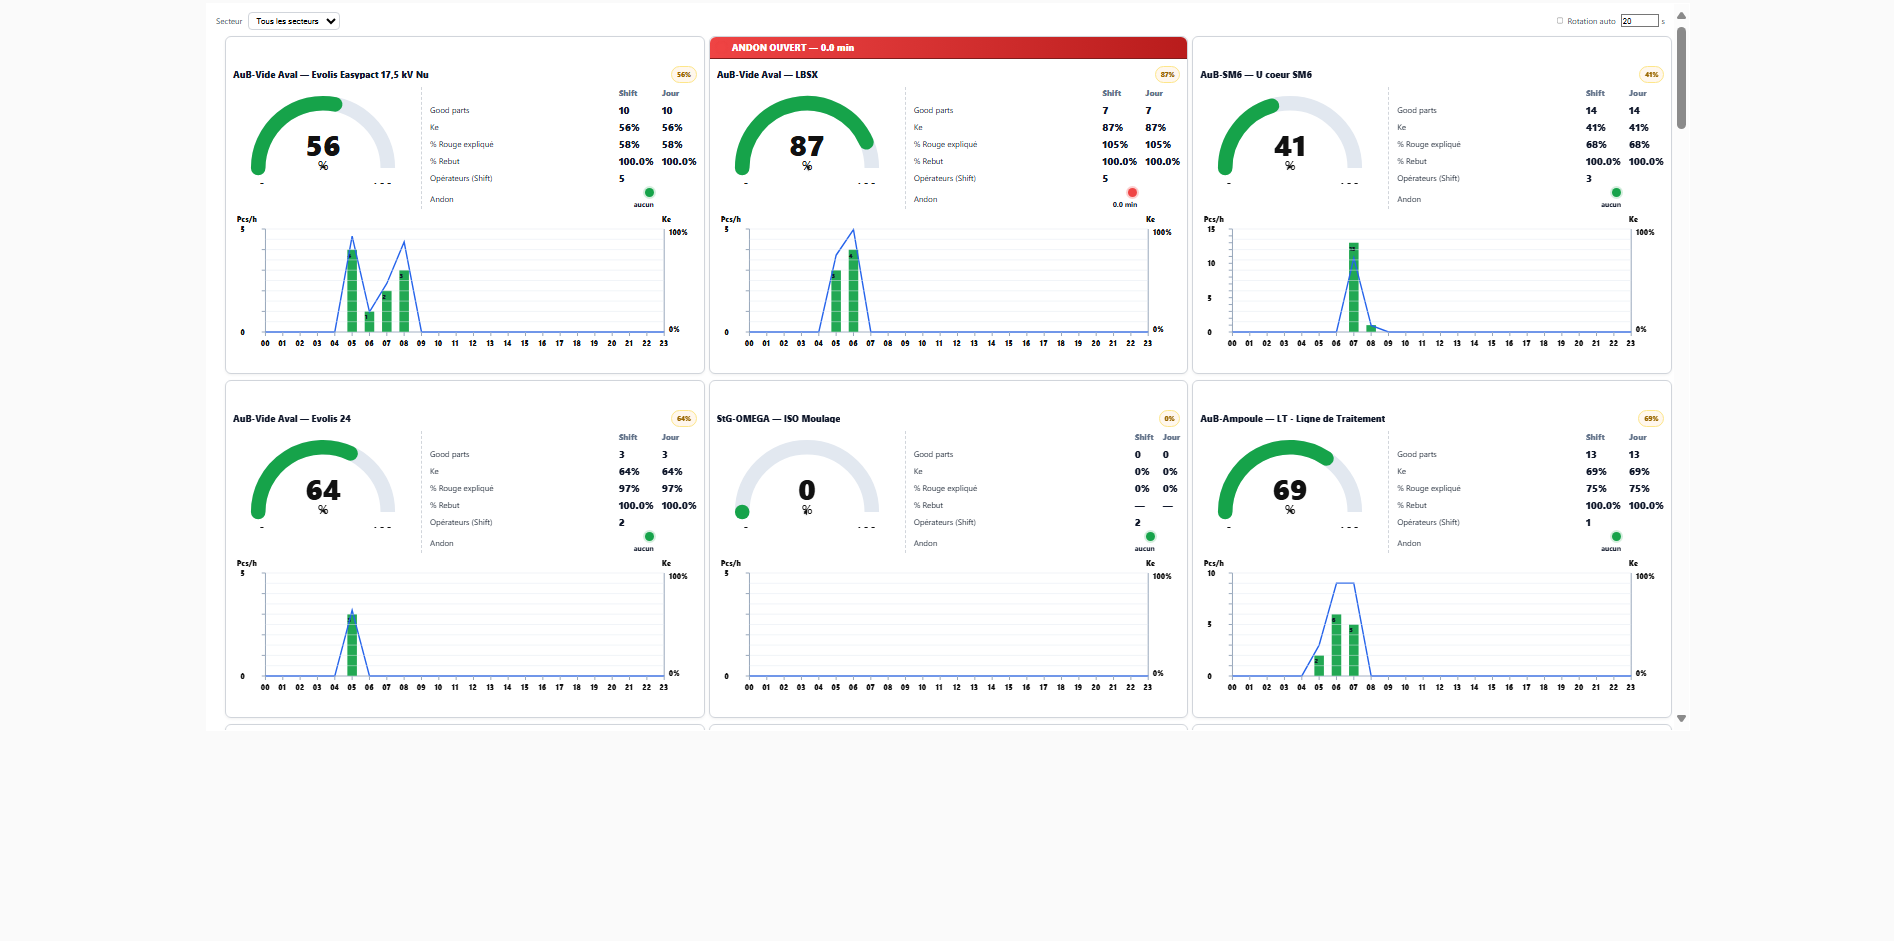 Secteur Tous les secteurs Rotation auto 20 s
AuB-Vide Aval — Evolis Easypact 17,5 kV Nu 56%
Shift Jour
Good parts 10 10
Ke 56% 56%
% Rouge expliqué 58% 58%
% Rebut 100.0% 100.0%
Opérateurs (Shift) 5
Andon aucun
56
%
Pcs/h Ke
5 100%
4 1 2 3
0 0%
00 01 02 03 04 05 06 07 08 09 10 11 12 13 14 15 16 17 18 19 20 21 22 23
ANDON OUVERT — 0.0 min
AuB-Vide Aval — LBSX 87%
Shift Jour
Good parts 7 7
Ke 87% 87%
% Rouge expliqué 105% 105%
% Rebut 100.0% 100.0%
Opérateurs (Shift) 5
Andon 0.0 min
87
%
Pcs/h Ke
5 100%
3 4
0 0%
00 01 02 03 04 05 06 07 08 09 10 11 12 13 14 15 16 17 18 19 20 21 22 23
AuB-SM6 — U coeur SM6 41%
Shift Jour
Good parts 14 14
Ke 41% 41%
% Rouge expliqué 68% 68%
% Rebut 100.0% 100.0%
Opérateurs (Shift) 3
Andon aucun
41
%
Pcs/h Ke
15 100%
10
5
0 0%
00 01 02 03 04 05 06 07 08 09 10 11 12 13 14 15 16 17 18 19 20 21 22 23
AuB-Vide Aval — Evolis 24 64%
Shift Jour
Good parts 3 3
Ke 64% 64%
% Rouge expliqué 97% 97%
% Rebut 100.0% 100.0%
Opérateurs (Shift) 2
Andon aucun
64
%
Pcs/h Ke
5 100%
3
0 0%
00 01 02 03 04 05 06 07 08 09 10 11 12 13 14 15 16 17 18 19 20 21 22 23
StG-OMEGA — ISO Moulage 0%
Shift Jour
Good parts 0 0
Ke 0% 0%
% Rouge expliqué 0% 0%
% Rebut — —
Opérateurs (Shift) 2
Andon aucun
0
%
Pcs/h Ke
5 100%
0 0%
00 01 02 03 04 05 06 07 08 09 10 11 12 13 14 15 16 17 18 19 20 21 22 23
AuB-Ampoule — LT - Ligne de Traitement 69%
Shift Jour
Good parts 13 13
Ke 69% 69%
% Rouge expliqué 75% 75%
% Rebut 100.0% 100.0%
Opérateurs (Shift) 1
Andon aucun
69
%
Pcs/h Ke
10 100%
5
2 6 5
0 0%
00 01 02 03 04 05 06 07 08 09 10 11 12 13 14 15 16 17 18 19 20 21 22 23